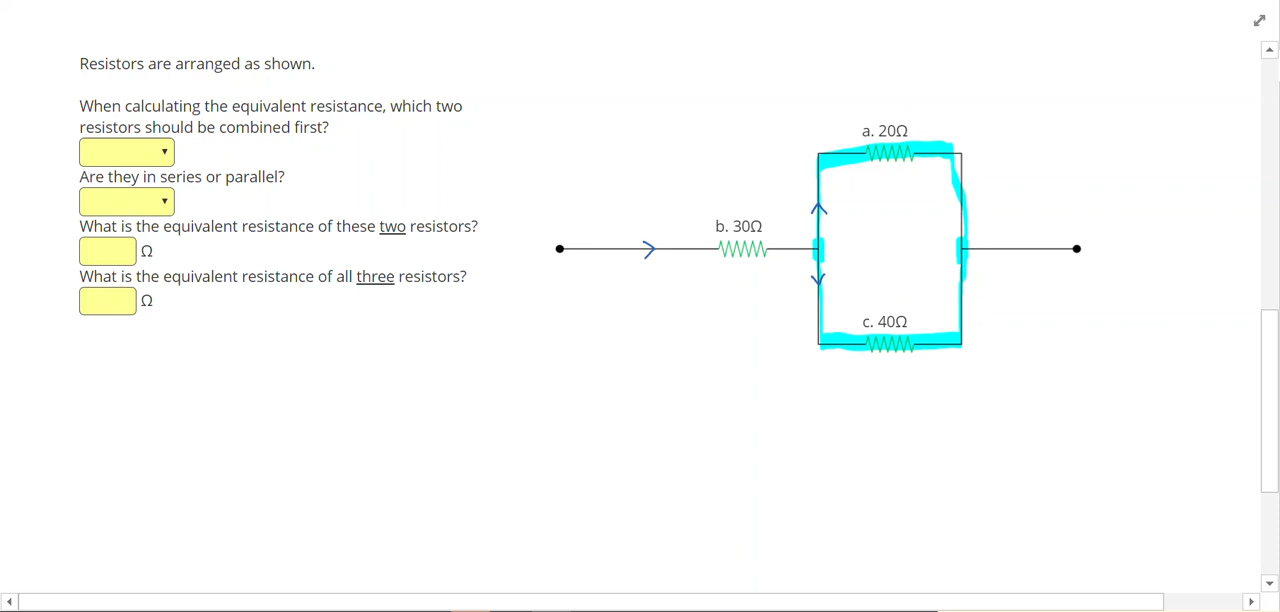 Resistors are arranged as shown.
When calculating the equivalent resistance, which two
resistors should be combined first?
Are they in series or parallel?
What is the equivalent resistance of these two resistors?
Ω
What is the equivalent resistance of all three resistors?
Ω
a. 20Ω
b. 30Ω
c. 40Ω